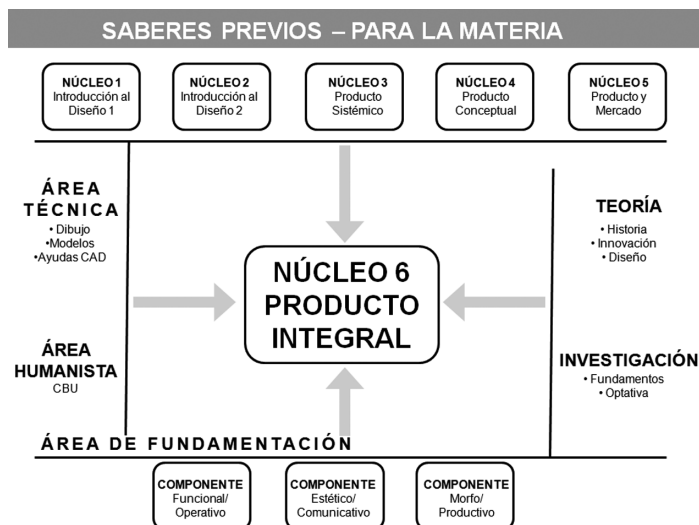 SABERES PREVIOS – PARA LA MATERIA
NÚCLEO 1
Introducción al
Diseño 1
NÚCLEO 2
Introducción al
Diseño 2
NÚCLEO 3
Producto
Sistémico
NÚCLEO 4
Producto
Conceptual
NÚCLEO 5
Producto y
Mercado
ÁREA
TÉCNICA
• Dibujo
•Modelos
•Ayudas CAD
ÁREA
HUMANISTA
CBU
NÚCLEO 6
PRODUCTO
INTEGRAL
TEORÍA
• Historia
• Innovación
• Diseño
INVESTIGACIÓN
• Fundamentos
• Optativa
ÁREA DE FUNDAMENTACIÓN
COMPONENTE
Funcional/
Operativo
COMPONENTE
Estético/
Comunicativo
COMPONENTE
Morfo/
Productivo